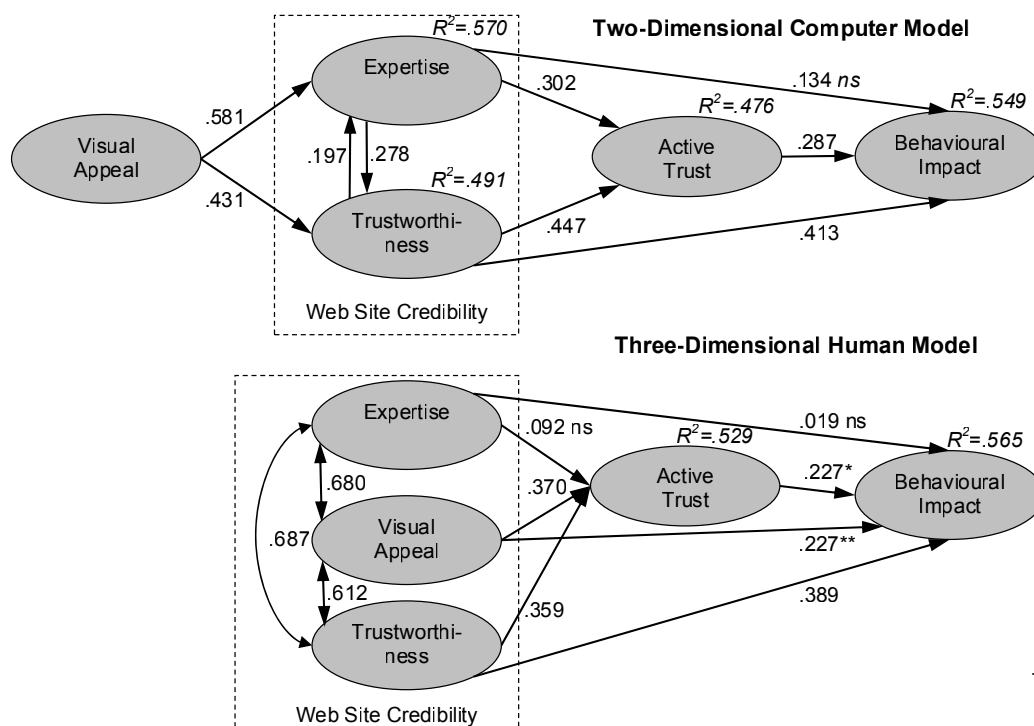 Two-Dimensional Computer Model
R²=.570
Expertise
.134 ns
.302
R²=.476
R²=.549
.581
Visual
Appeal
.197
.278
Active
Trust
.287
Behavioural
Impact
R²=.491
.431
Trustworthi-
iness
.447
.413
Web Site Credibility
Three-Dimensional Human Model
Expertise
.092 ns
.019 ns
R²=.529
R²=.565
.680
.370
Active
Trust
.227*
Behavioural
Impact
.687
Visual
Appeal
.227**
.612
.359
.389
Trustworthi-
iness
Web Site Credibility